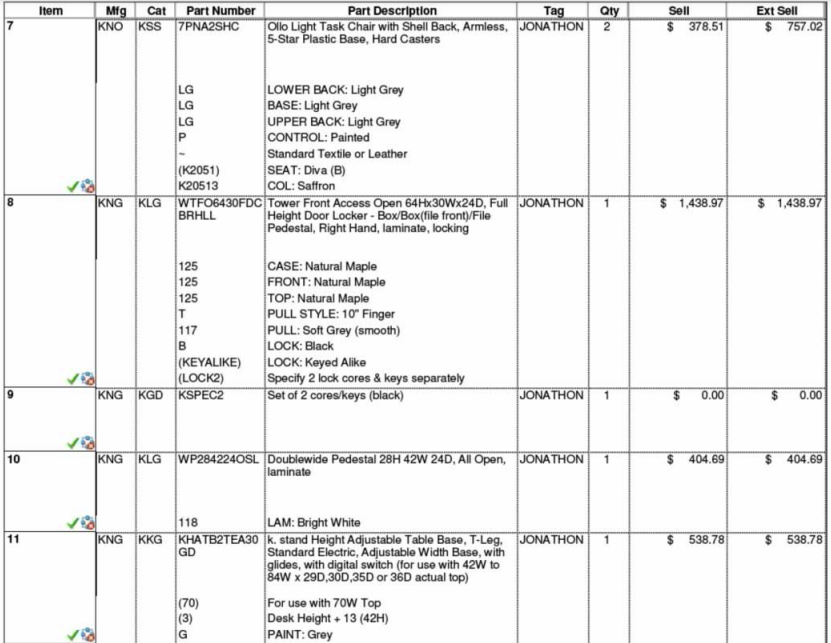 Item Mfg Cat Part Number Part Description Tag Qty Sell Ext Sell
7 KNO KSS 7PNA2SHC Ollo Light Task Chair with Shell Back, Armless, JONATHON 2 $ 378.51 $ 757.02
5-Star Plastic Base, Hard Casters
LG LOWER BACK: Light Grey
LG BASE: Light Grey
LG UPPER BACK: Light Grey
P CONTROL: Painted
~ Standard Textile or Leather
(K2051) SEAT: Diva (B)
K20513 COL: Saffron
8 KNG KLG WTFO6430FDC Tower Front Access Open 64Hx30Wx24D, Full JONATHON 1 $ 1,438.97 $ 1,438.97
BRHLL Height Door Locker - Box/Box(file front)/File
Pedestal, Right Hand, laminate, locking
125 CASE: Natural Maple
125 FRONT: Natural Maple
125 TOP: Natural Maple
T PULL STYLE: 10" Finger
117 PULL: Soft Grey (smooth)
B LOCK: Black
(KEYALIKE) LOCK: Keyed Alike
(LOCK2) Specify 2 lock cores & keys separately
9 KNG KGD KSPEC2 Set of 2 cores/keys (black) JONATHON 1 $ 0.00 $ 0.00
10 KNG KLG WP284224OSL Doublewide Pedestal 28H 42W 24D, All Open, JONATHON 1 $ 404.69 $ 404.69
laminate
118 LAM: Bright White
11 KNG KKG KHATB2TEA30 k. stand Height Adjustable Table Base, T-Leg, JONATHON 1 $ 538.78 $ 538.78
GD Standard Electric, Adjustable Width Base, with
glides, with digital switch (for use with 42W to
84W x 29D,30D,35D or 36D actual top)
(70) For use with 70W Top
(3) Desk Height + 13 (42H)
G PAINT: Grey